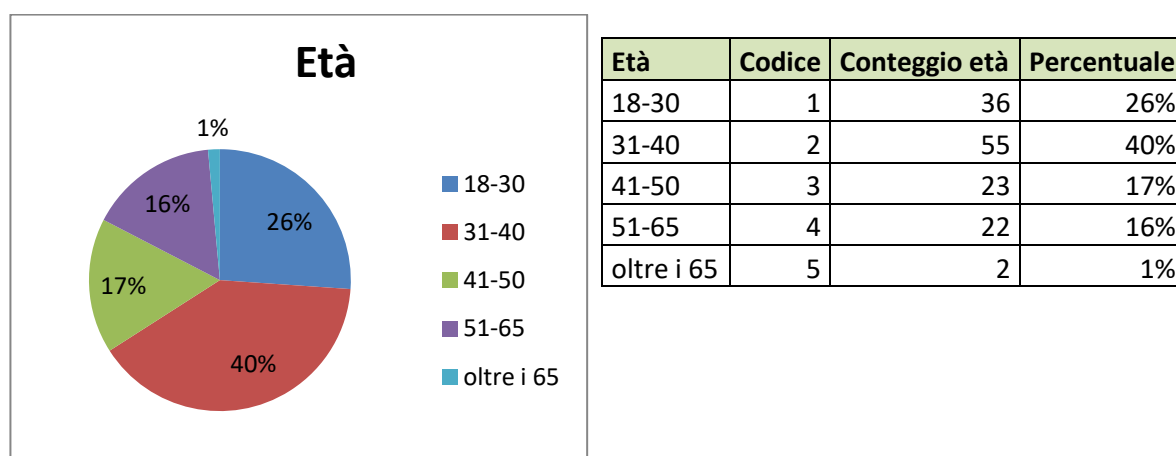 Età
1%
26%
16%
17%
40%
18-30
31-40
41-50
51-65
oltre i 65
Età Codice Conteggio età Percentuale
18-30 1 36 26%
31-40 2 55 40%
41-50 3 23 17%
51-65 4 22 16%
oltre i 65 5 2 1%